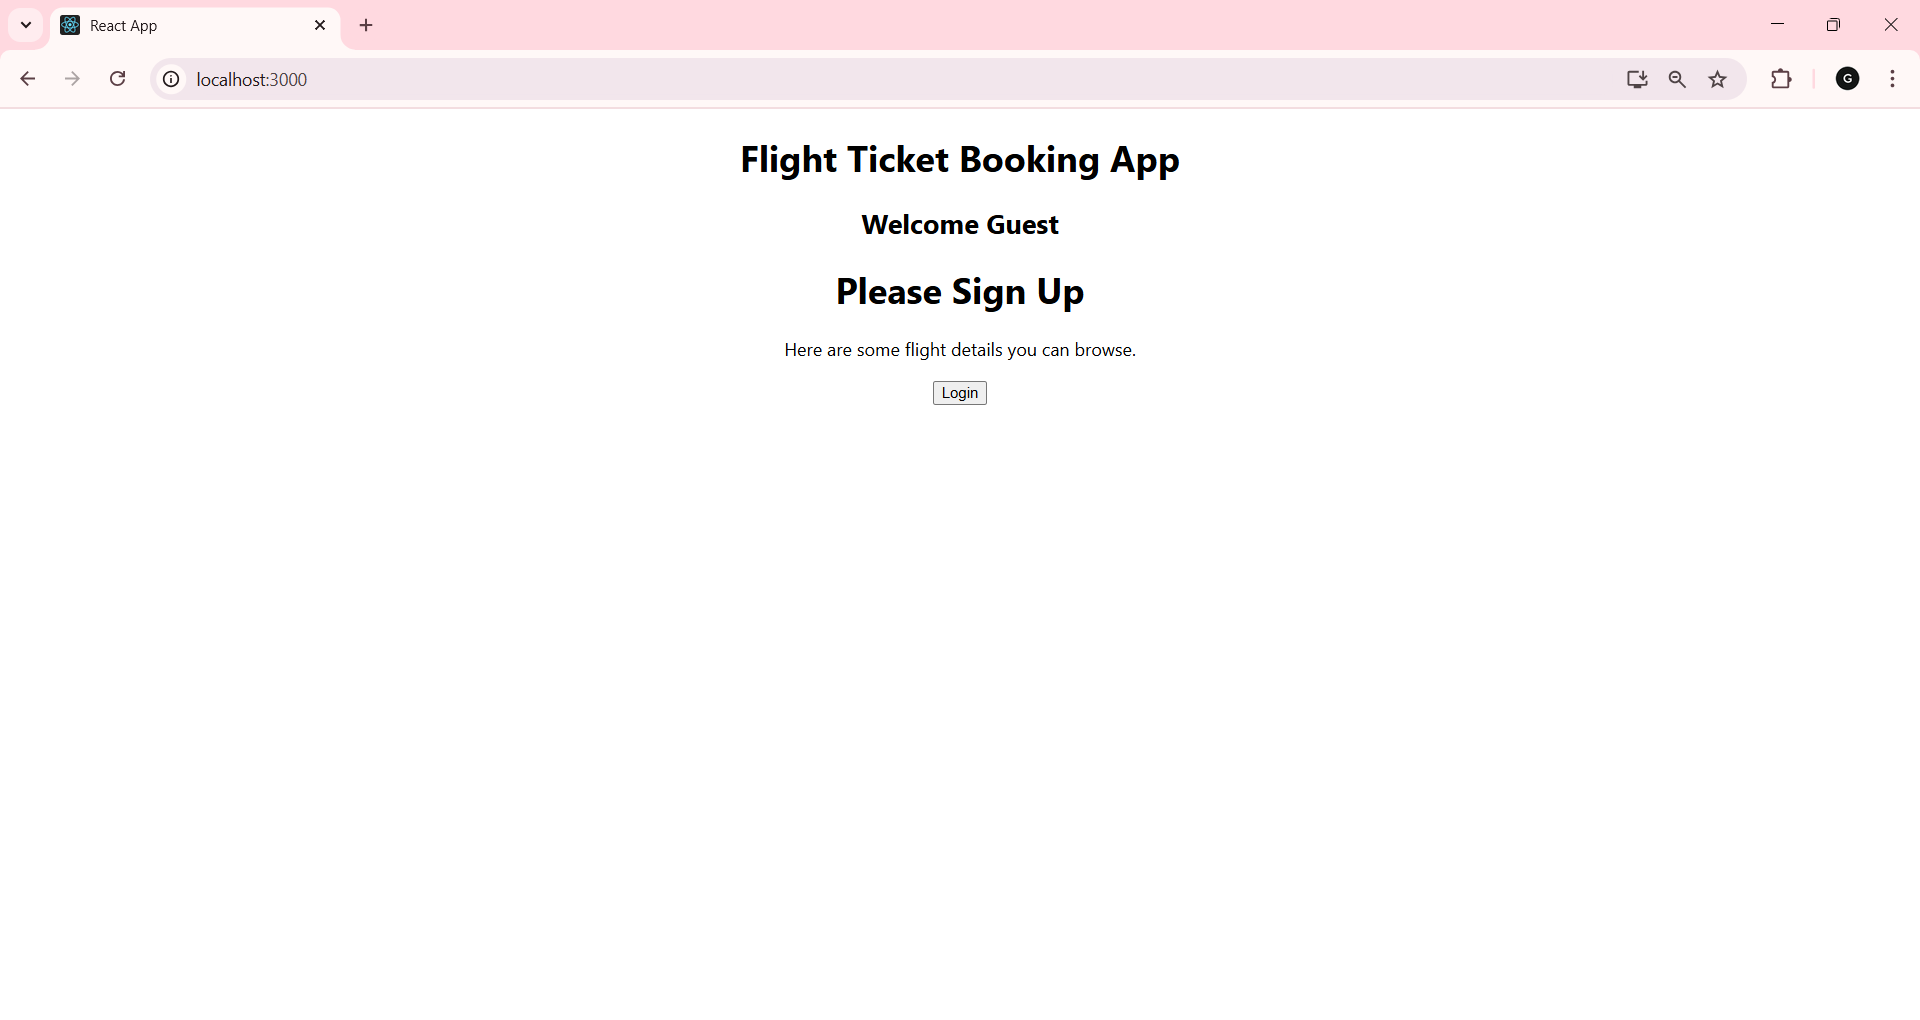 React App
localhost:3000
G
Flight Ticket Booking App
Welcome Guest
Please Sign Up
Here are some flight details you can browse.
Login